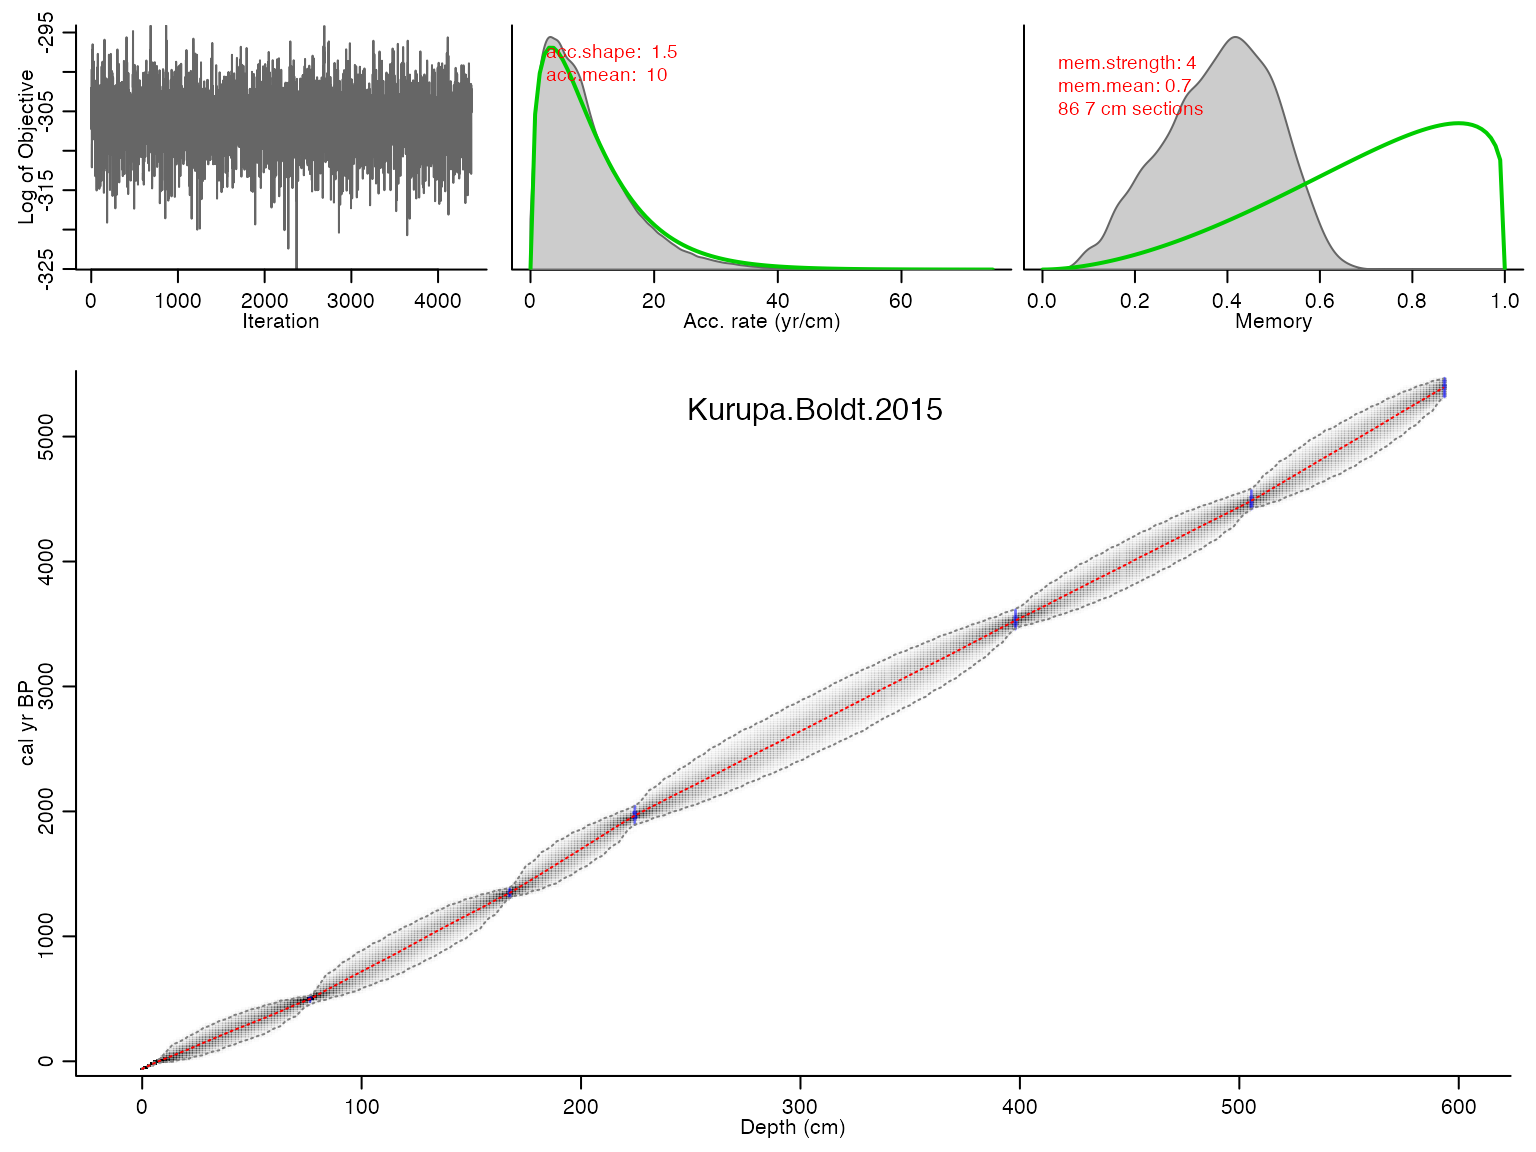 -295
-305
-315
-325
Log of Objective
0
1000
2000
3000
4000
Iteration
acc.shape: 1.5
acc.mean: 10
0
20
40
60
Acc. rate (yr/cm)
mem.strength: 4
mem.mean: 0.7
86 7 cm sections
0.0
0.2
0.4
0.6
0.8
1.0
Memory
Kurupa.Boldt.2015
5000
4000
3000
2000
1000
0
cal yr BP
0
100
200
300
400
500
600
Depth (cm)